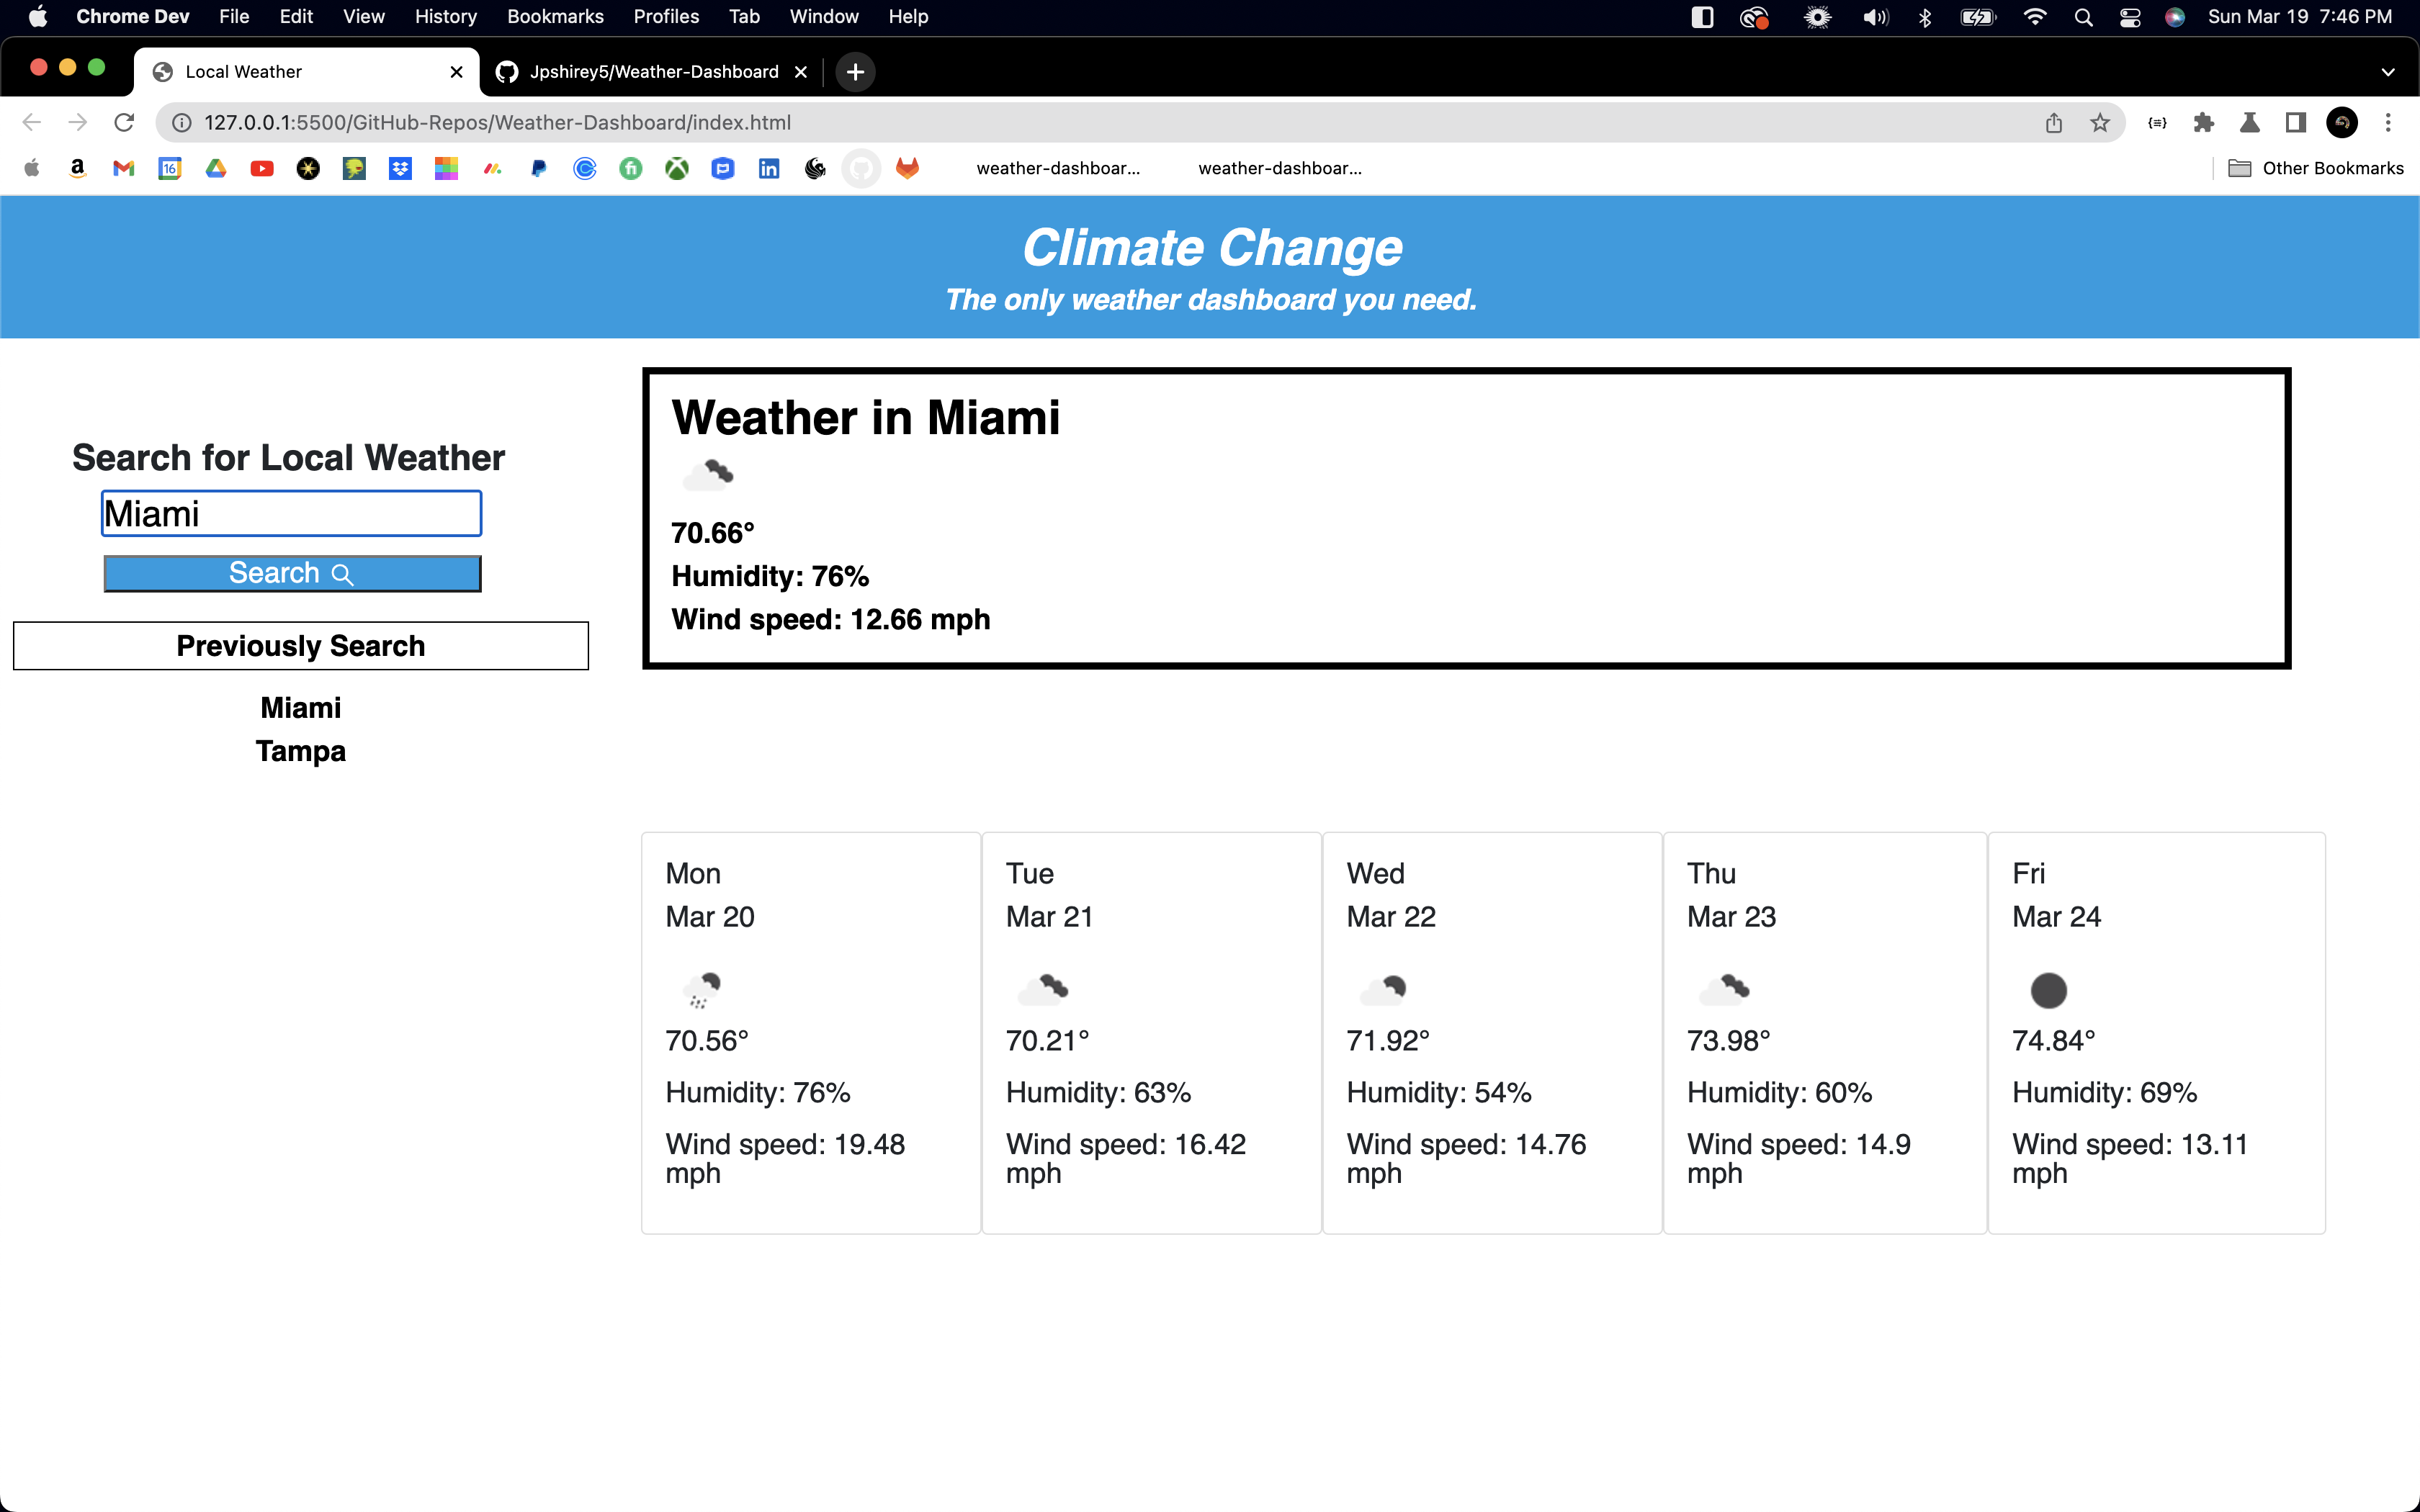 Chrome Dev File Edit View History Bookmarks Profiles Tab Window Help Sun Mar 19 7:46 PM
Local Weather Jpshirey5/Weather-Dashboard
127.0.0.1:5500/GitHub-Repos/Weather-Dashboard/index.html
a 16 fi in weather-dashboar... weather-dashboar... Other Bookmarks
Climate Change
The only weather dashboard you need.
Search for Local Weather
Miami
Search
Previously Search
Miami
Tampa
Weather in Miami
70.66°
Humidity: 76%
Wind speed: 12.66 mph
Mon
Mar 20
70.56°
Humidity: 76%
Wind speed: 19.48
mph
Tue
Mar 21
70.21°
Humidity: 63%
Wind speed: 16.42
mph
Wed
Mar 22
71.92°
Humidity: 54%
Wind speed: 14.76
mph
Thu
Mar 23
73.98°
Humidity: 60%
Wind speed: 14.9
mph
Fri
Mar 24
74.84°
Humidity: 69%
Wind speed: 13.11
mph